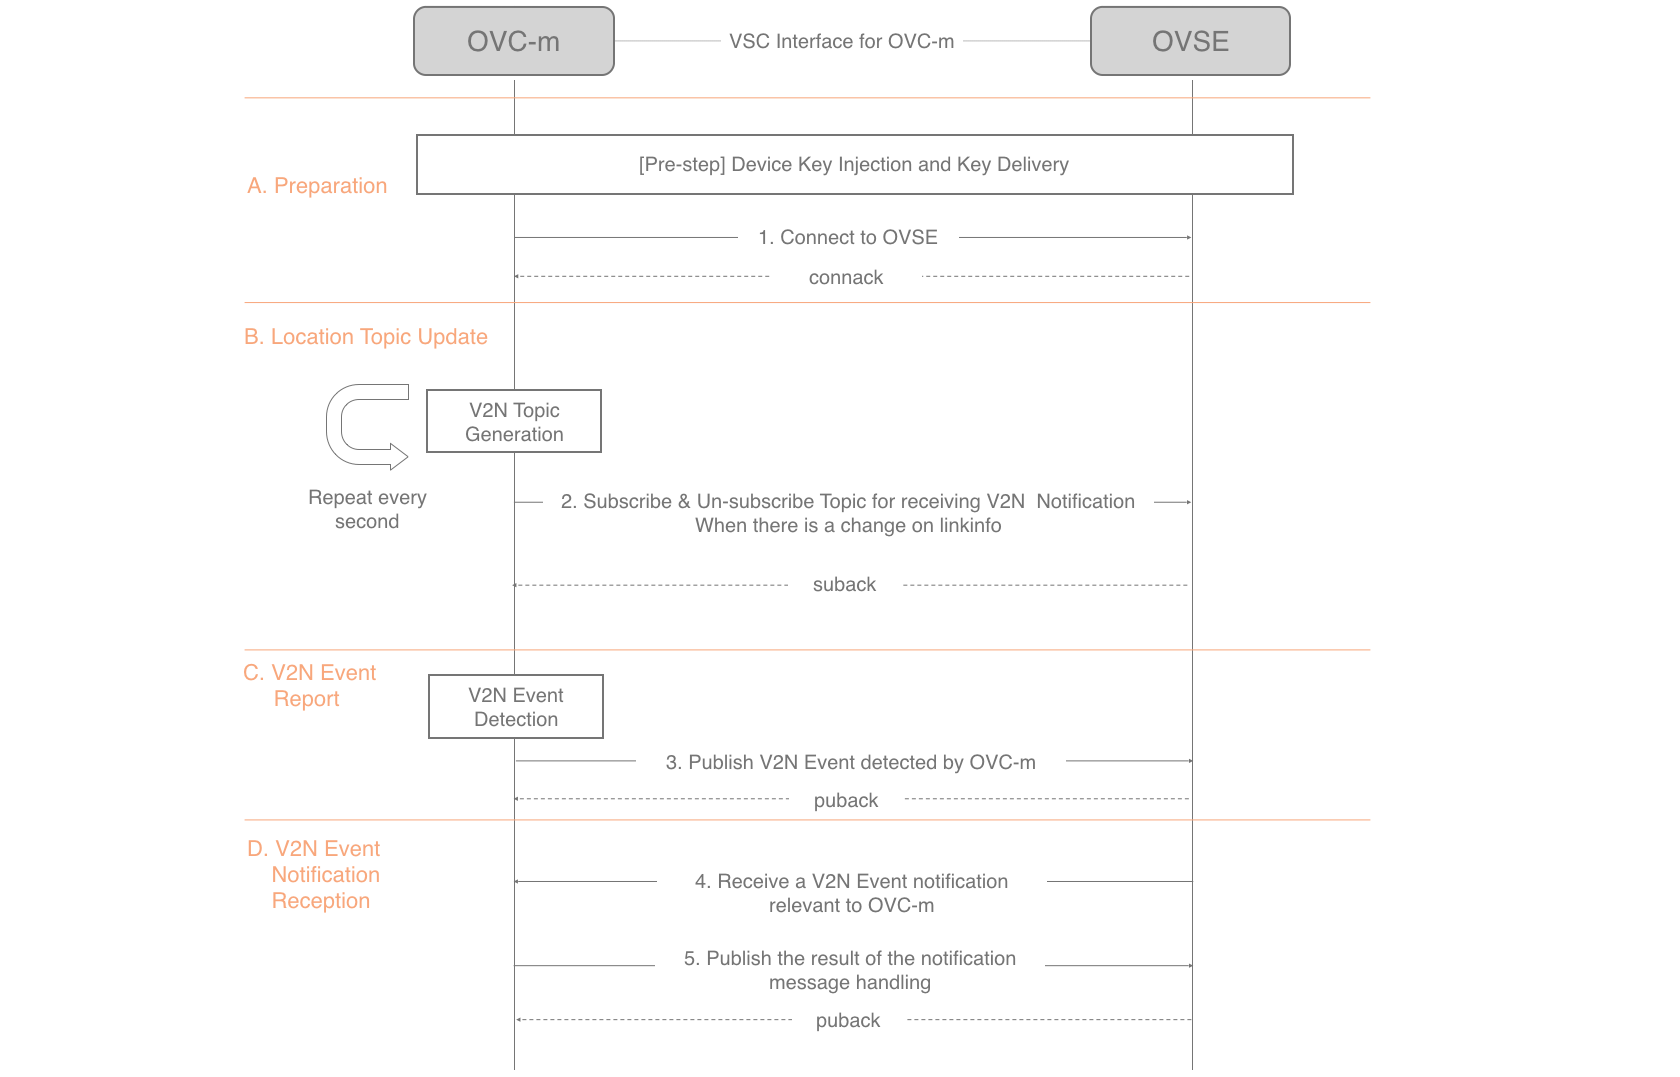 OVC-m
VSC Interface for OVC-m
OVSE
A. Preparation
[Pre-step] Device Key Injection and Key Delivery
1. Connect to OVSE
connack
B. Location Topic Update
V2N Topic
Generation
Repeat every
second
2. Subscribe & Un-subscribe Topic for receiving V2N Notification
When there is a change on linkinfo
suback
C. V2N Event
Report
V2N Event
Detection
3. Publish V2N Event detected by OVC-m
puback
D. V2N Event
Notification
Reception
4. Receive a V2N Event notification
relevant to OVC-m
5. Publish the result of the notification
message handling
puback